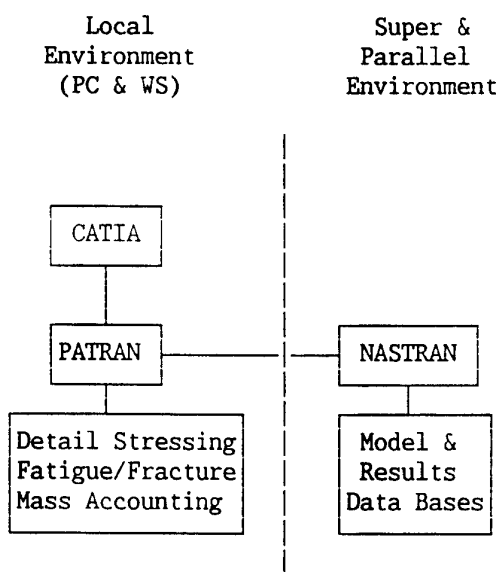 Local
Environment
(PC & WS)
Super &
Parallel
Environment
CATIA
PATRAN
NASTRAN
Detail Stressing
Fatigue/Fracture
Mass Accounting
Model &
Results
Data Bases